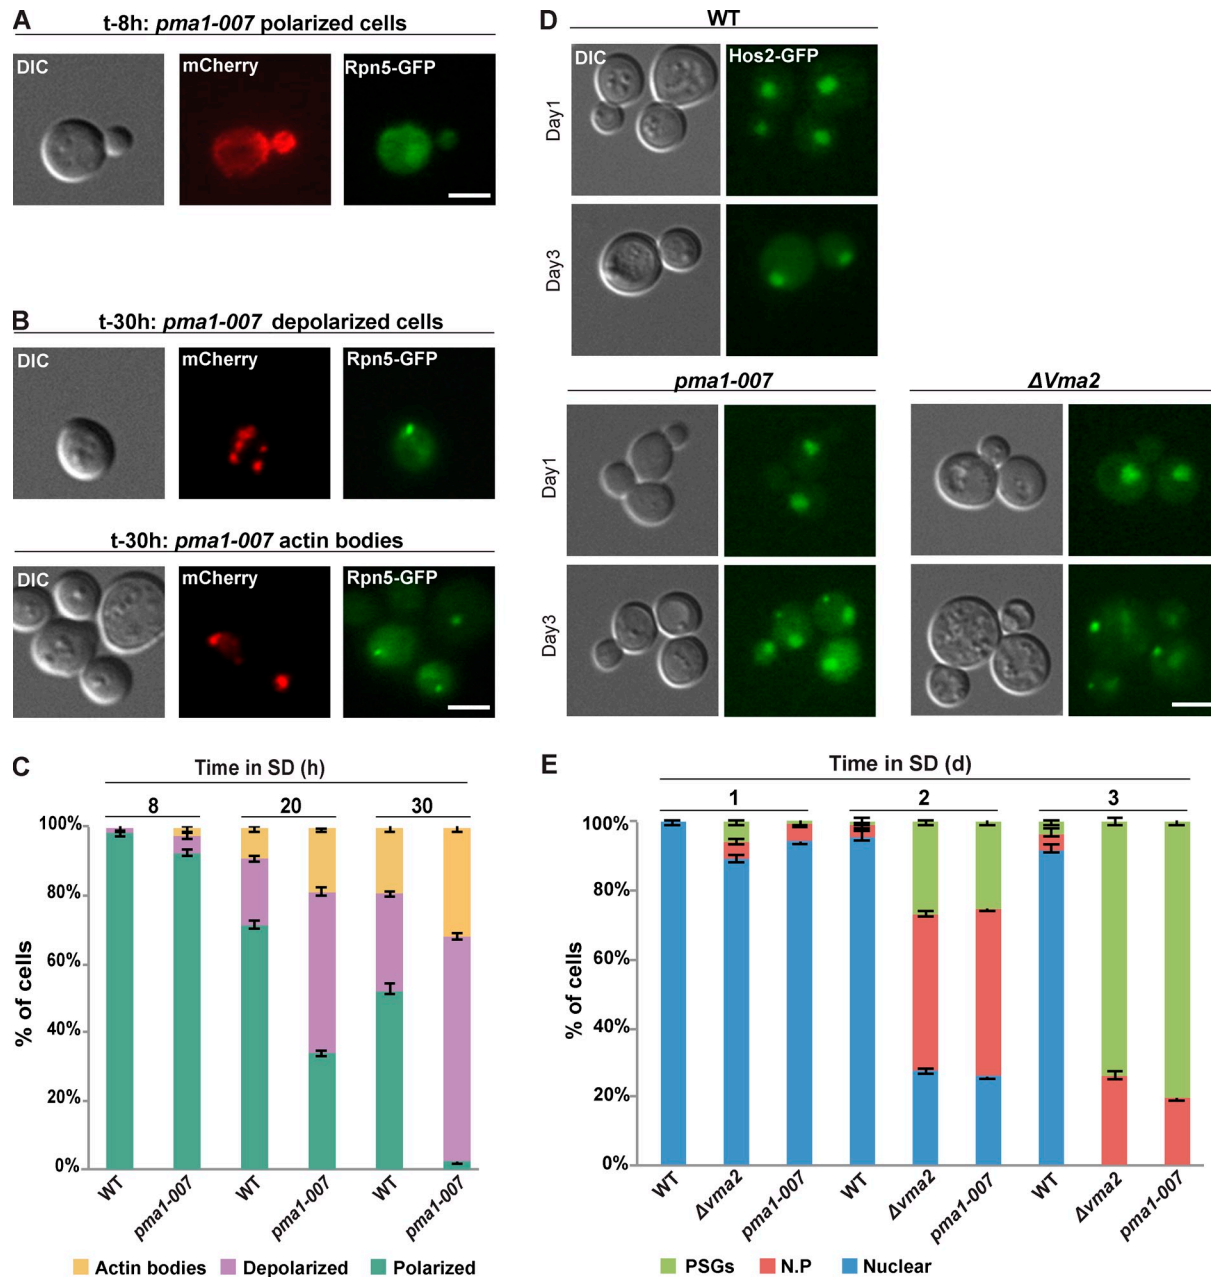 A
t-8h: pma1-007 polarized cells
DIC
mCherry
Rpn5-GFP
B
t-30h: pma1-007 depolarized cells
DIC
mCherry
Rpn5-GFP
t-30h: pma1-007 actin bodies
DIC
mCherry
Rpn5-GFP
C
Time in SD (h)
8
20
30
% of cells
100%
80%
60%
40%
20%
0%
WT
pma1-007
WT
pma1-007
WT
pma1-007
Actin bodies
Depolarized
Polarized
D
WT
DIC
Hos2-GFP
Day1
Day3
pma1-007
ΔVma2
Day1
Day3
E
Time in SD (d)
1
2
3
% of cells
100%
80%
60%
40%
20%
0%
WT
Δvma2
pma1-007
WT
Δvma2
pma1-007
WT
Δvma2
pma1-007
PSGs
N.P
Nuclear